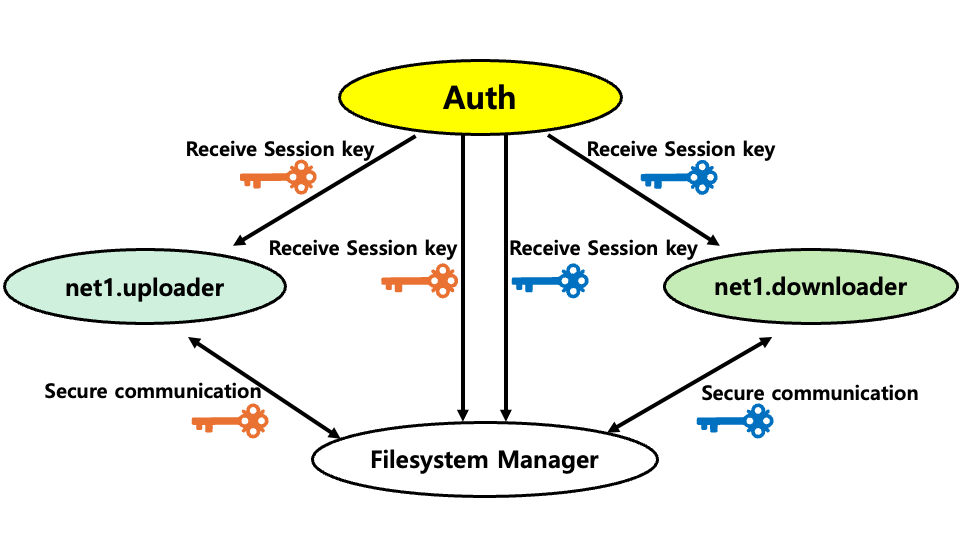 Auth
Receive Session key
Receive Session key
Receive Session key
Receive Session key
net1.uploader
net1.downloader
Secure communication
Secure communication
Filesystem Manager